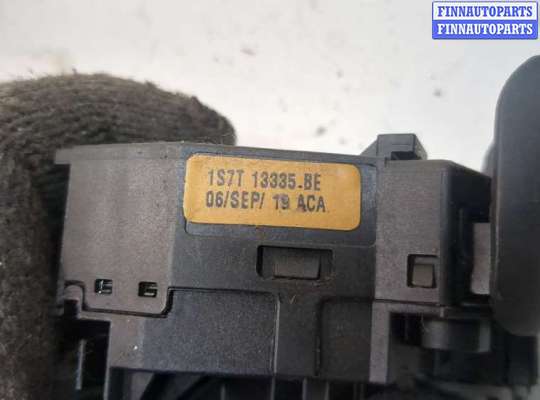 FINNAUTOPARTS
FINNAUTOPARTS
1S7T 13335.BE
06/SEP/ 19 ACA